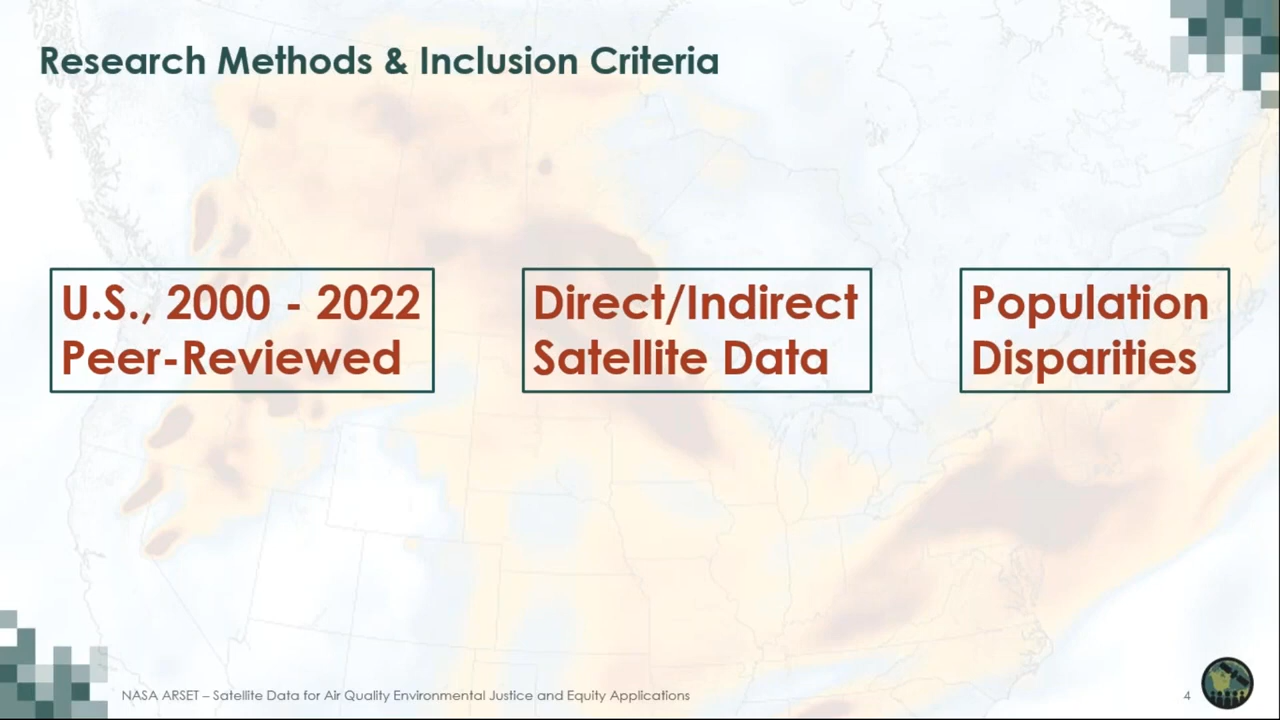 Research Methods & Inclusion Criteria
U.S., 2000 - 2022
Peer-Reviewed
Direct/Indirect
Satellite Data
Population
Disparities
NASA ARSET – Satellite Data for Air Quality Environmental Justice and Equity Applications
4